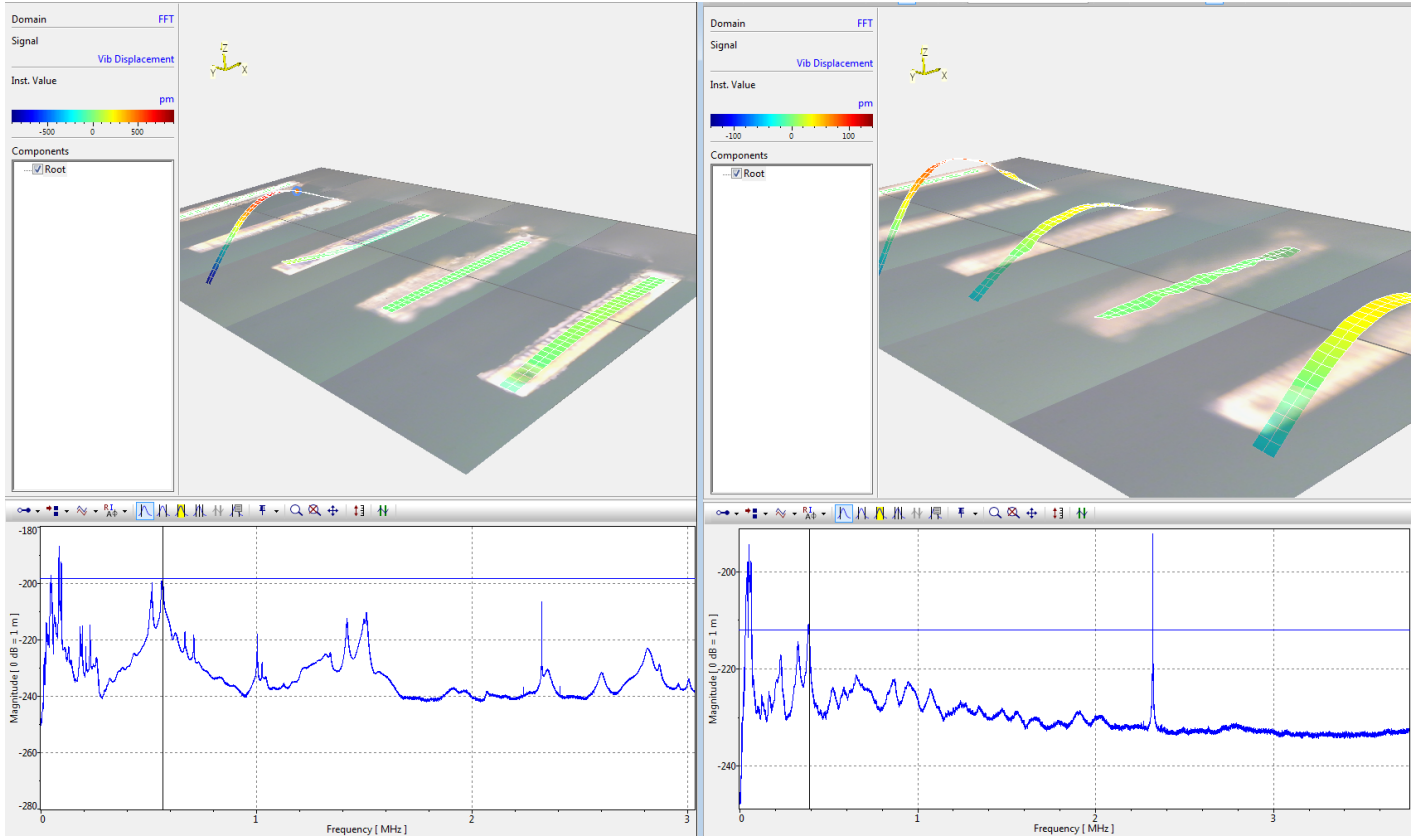 Domain FFT
Signal
Vib Displacement
Inst. Value
pm
-500 0 500
Components
Root
Z
Y X
R I
A Φ
-180
-200
-220
-240
-260
-280
Magnitude [ 0 dB = 1 m ]
0 1 2 3
Frequency [ MHz ]
Domain FFT
Signal
Vib Displacement
Inst. Value
pm
-100 0 100
Components
Root
Z
Y X
R I
A Φ
-200
-220
-240
Magnitude [ 0 dB = 1 m ]
0 1 2 3
Frequency [ MHz ]